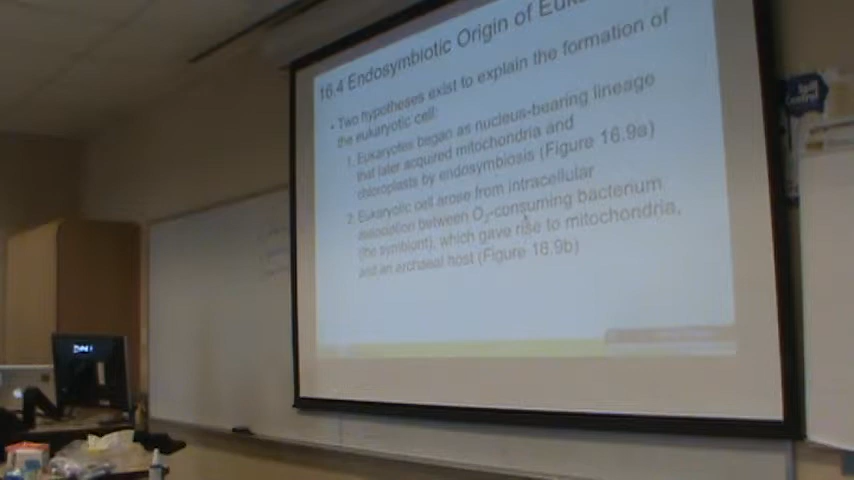 16.4 Endosymbiotic Origin of Euk
• Two hypotheses exist to explain the formation of
the eukaryotic cell:
1. Eukaryotes began as nucleus-bearing lineage
that later acquired mitochondria and
chloroplasts by endosymbiosis (Figure 16.9a)
2. Eukaryotic cell arose from intracellular
association between O2-consuming bacterium
(the symbiont), which gave rise to mitochondria,
and an archaeal host (Figure 16.9b)